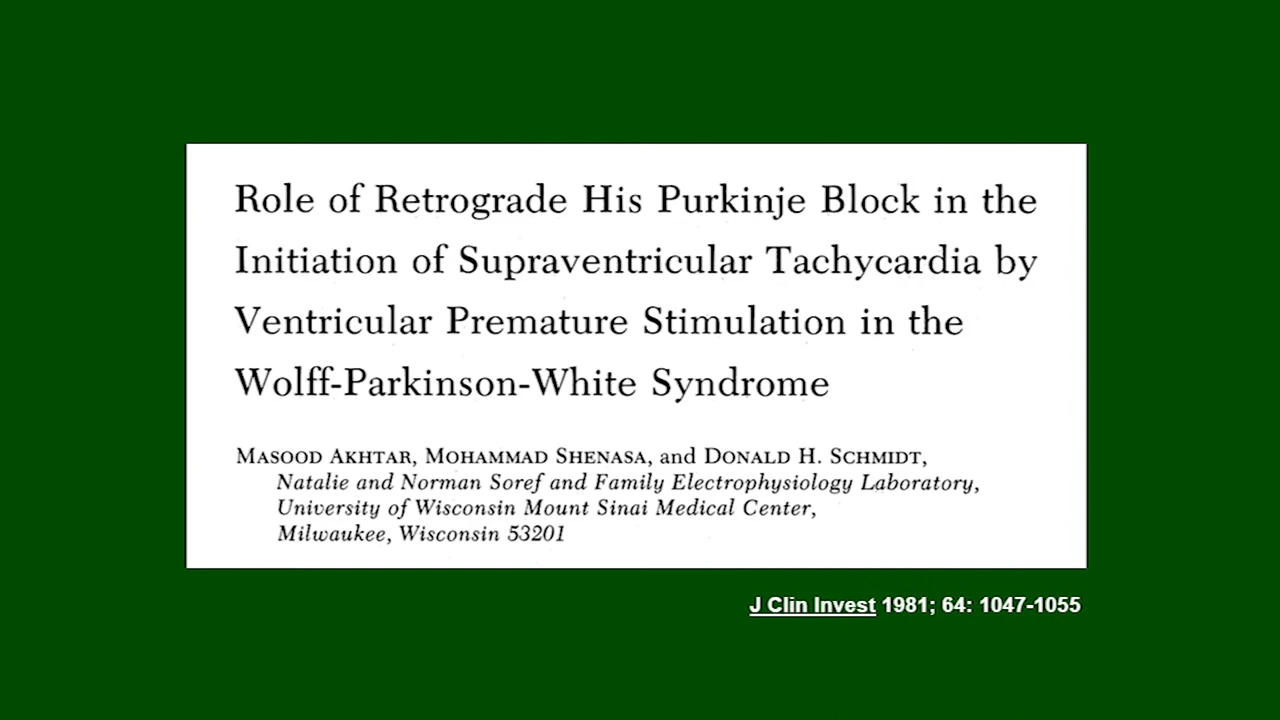 Role of Retrograde His Purkinje Block in the
Initiation of Supraventricular Tachycardia by
Ventricular Premature Stimulation in the
Wolff-Parkinson-White Syndrome
MASOOD AKHTAR, MOHAMMAD SHENASA, and DONALD H. SCHMIDT,
Natalie and Norman Soref and Family Electrophysiology Laboratory,
University of Wisconsin Mount Sinai Medical Center,
Milwaukee, Wisconsin 53201
J Clin Invest 1981; 64: 1047-1055